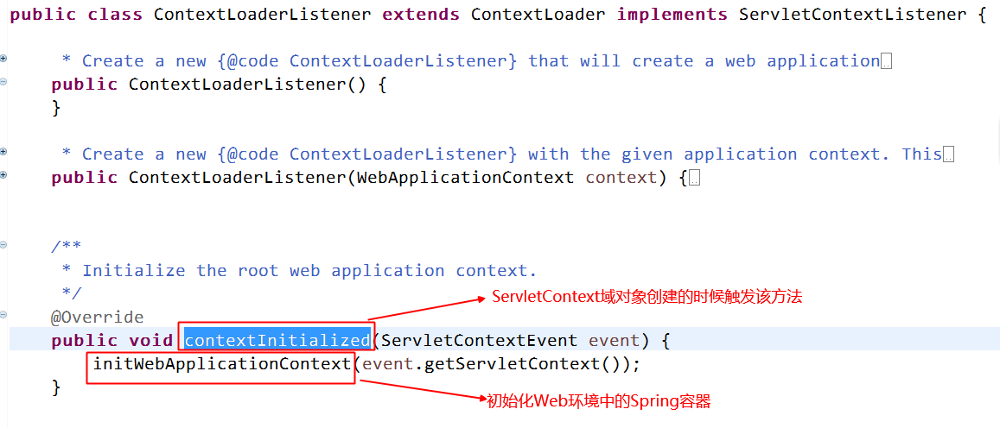 public class ContextLoaderListener extends ContextLoader implements ServletContextListener {
* Create a new {@code ContextLoaderListener} that will create a web application..
public ContextLoaderListener() {
}
* Create a new {@code ContextLoaderListener} with the given application context. This..
public ContextLoaderListener(WebApplicationContext context) {..
/**
* Initialize the root web application context.
*/
ServletContext域对象创建的时候触发该方法
@Override
public void contextInitialized(ServletContextEvent event) {
initWebApplicationContext(event.getServletContext());
}
初始化Web环境中的Spring容器